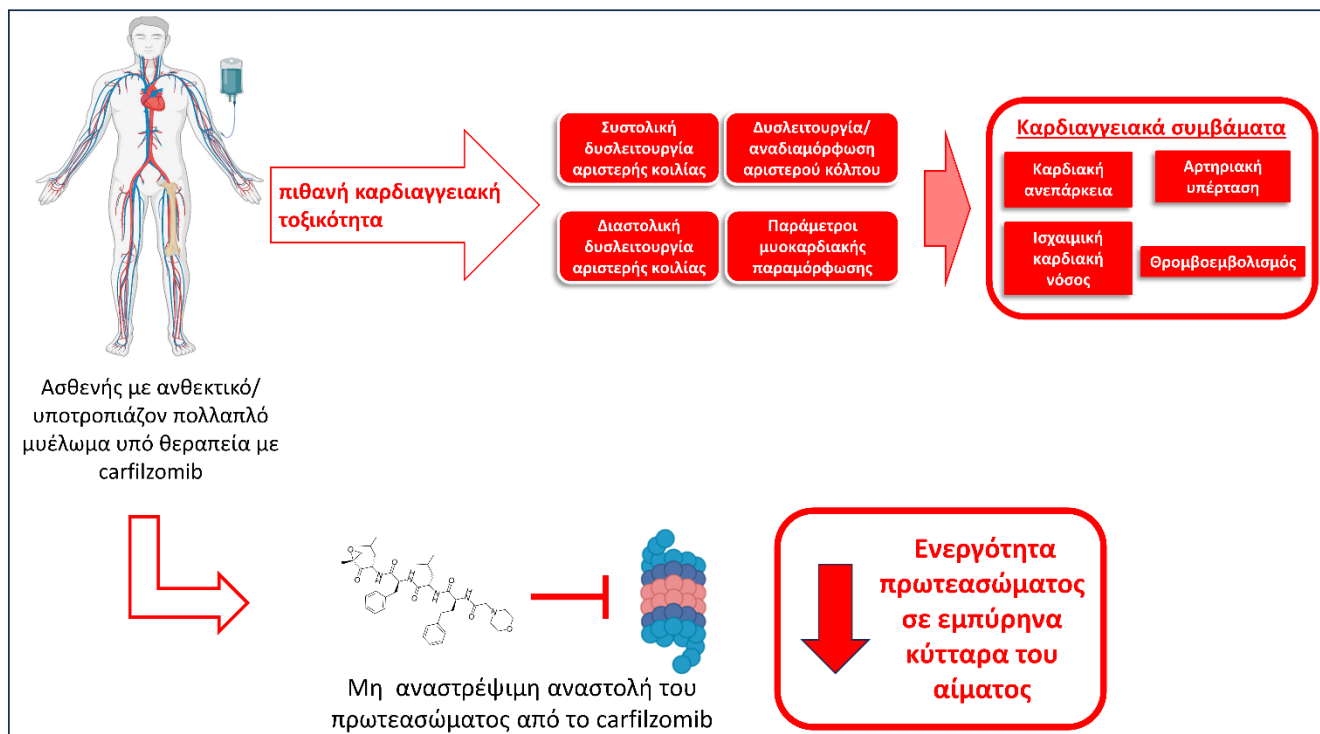 Ασθενής με ανθεκτικό/
υποτροπιάζον πολλαπλό
μυέλωμα υπό θεραπεία με
carfilzomib
πιθανή καρδιαγγειακή
τοξικότητα
Συστολική
δυσλειτουργία
αριστερής κοιλίας
Δυσλειτουργία/
αναδιαμόρφωση
αριστερού κόλπου
Διαστολική
δυσλειτουργία
αριστερής κοιλίας
Παράμετροι
μυοκαρδιακής
παραμόρφωσης
Καρδιαγγειακά συμβάματα
Καρδιακή
ανεπάρκεια
Αρτηριακή
υπέρταση
Ισχαιμική
καρδιακή
νόσος
Θρομβοεμβολισμός
O
O
N
H
O
H
N
O
N
H
O
H
N
O
N
O
Μη αναστρέψιμη αναστολή του
πρωτεασώματος από το carfilzomib
Ενεργότητα
πρωτεασώματος
σε εμπύρηνα
κύτταρα του
αίματος